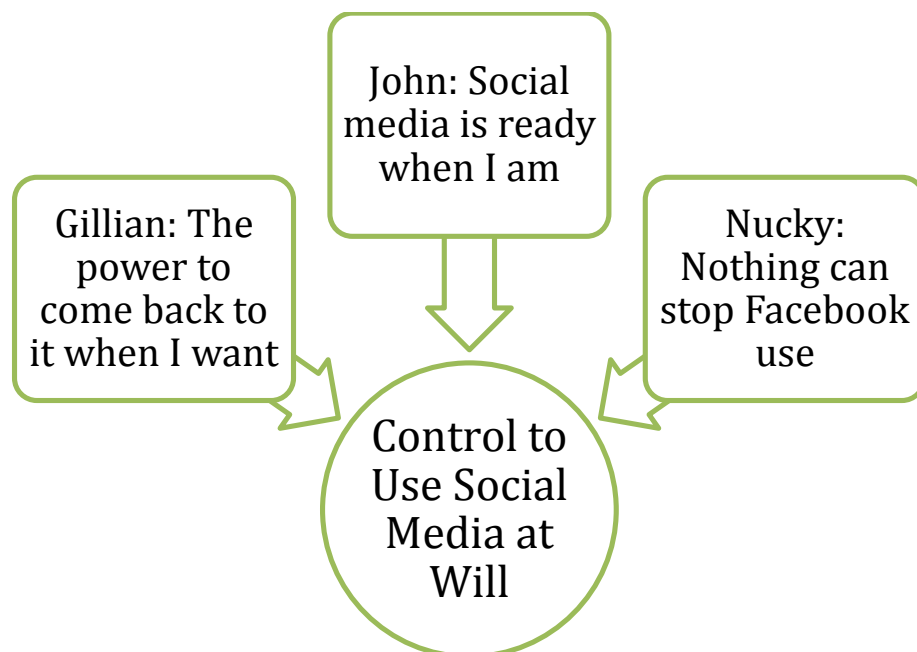 John: Social
media is ready
when I am
Gillian: The
power to
come back to
it when I want
Nucky:
Nothing can
stop Facebook
use
Control to
Use Social
Media at
Will